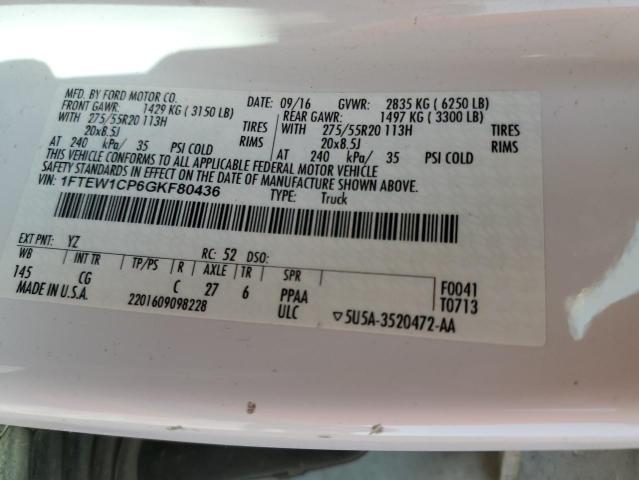 MFD. BY FORD MOTOR CO. DATE: 09/16 GVWR: 2835 KG ( 6250 LB)
FRONT GAWR: 1429 KG ( 3150 LB) REAR GAWR: 1497 KG ( 3300 LB)
WITH 275/55R20 113H TIRES WITH 275/55R20 113H TIRES
20x8.5J RIMS 20x8.5J RIMS
AT 240 kPa/ 35 PSI COLD AT 240 kPa/ 35 PSI COLD
THIS VEHICLE CONFORMS TO ALL APPLICABLE FEDERAL MOTOR VEHICLE
SAFETY STANDARDS IN EFFECT ON THE DATE OF MANUFACTURE SHOWN ABOVE.
VIN: 1FTEW1CP6GKF80436 TYPE: Truck
EXT PNT: YZ RC: 52 DSO:
WB INT TR TP/PS R AXLE TR SPR F0041
145 CG C 27 6 PPAA T0713
MADE IN U.S.A. 2201609098228 ULC ▽5U5A-3520472-AA